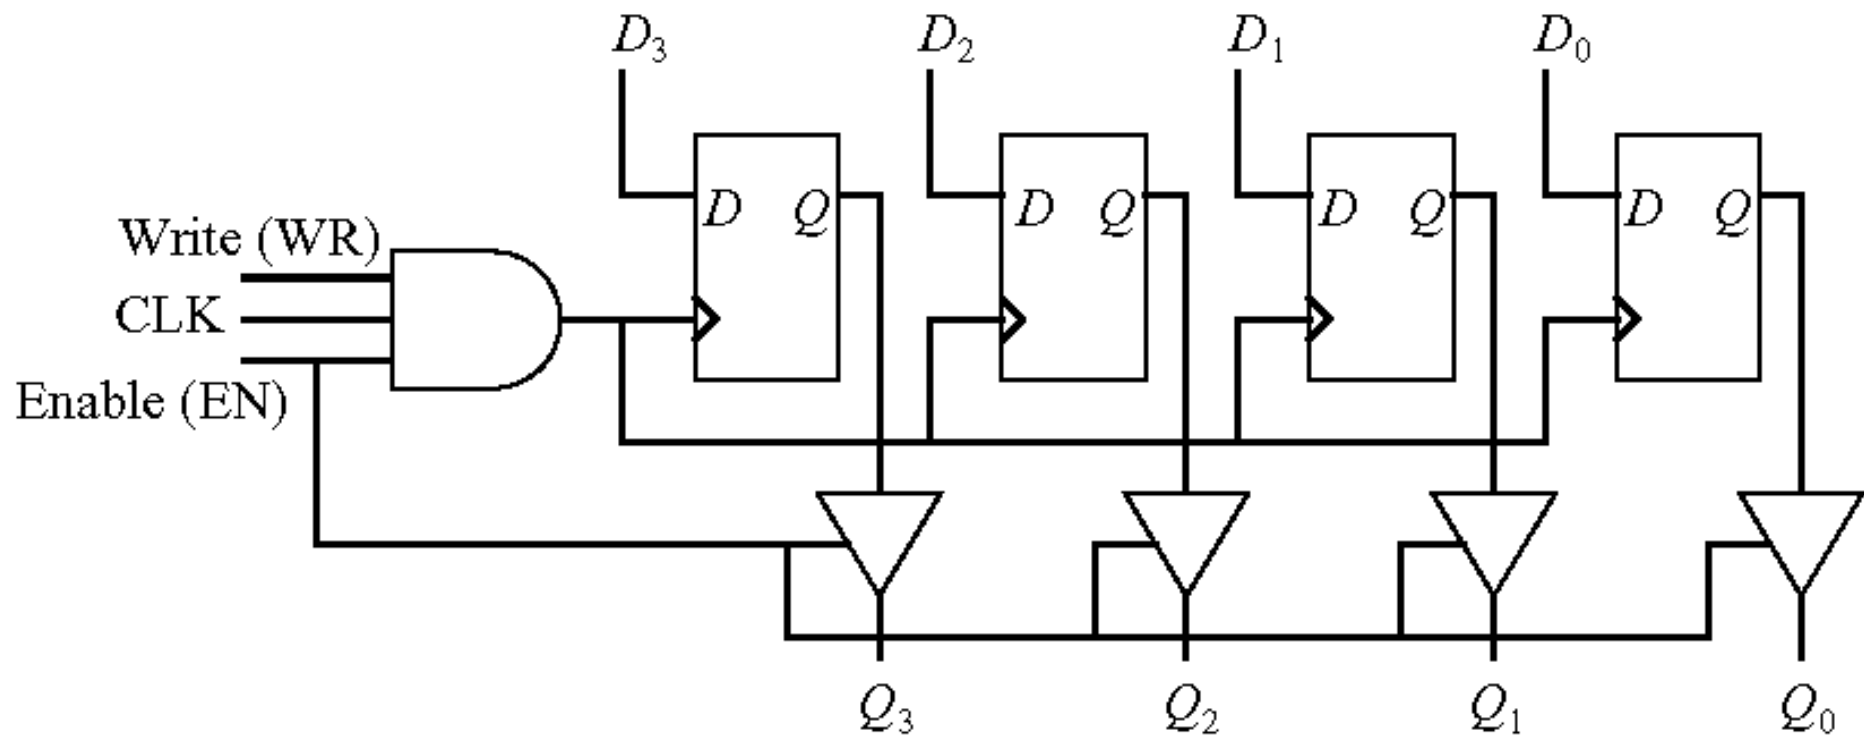 D₃ D₂ D₁ D₀
D Q D Q D Q D Q
Write (WR)
CLK
Enable (EN)
Q₃ Q₂ Q₁ Q₀